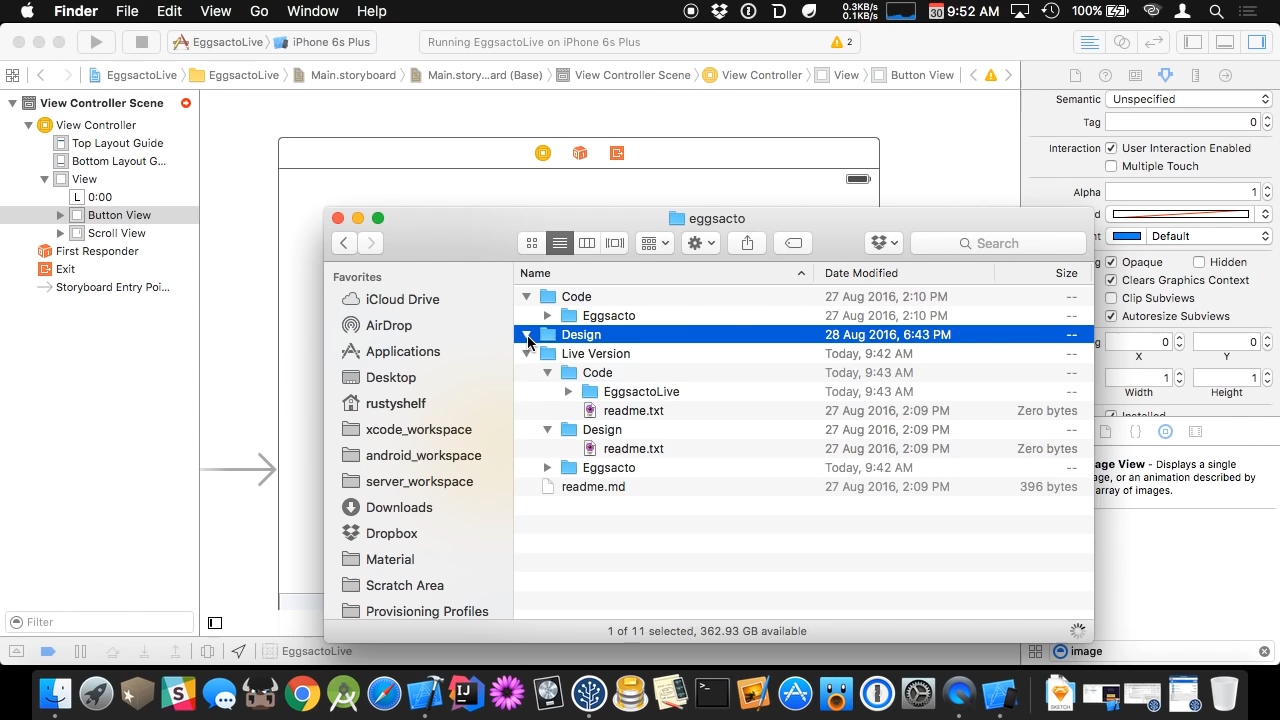 Finder File Edit View Go Window Help 0.3KB/s 0.1KB/s 30 9:52 AM 100%
EggsactoLive iPhone 6s Plus Running EggsactoLive on iPhone 6s Plus 2
EggsactoLive EggsactoLive Main.storyboard Main.story...ard (Base) View Controller Scene View Controller View Button View
View Controller Scene
View Controller
Top Layout Guide
Bottom Layout G...
View
L 0:00
Button View
Scroll View
First Responder
Exit
Storyboard Entry Poi...
Filter
eggsacto
Search
Favorites
iCloud Drive
AirDrop
Applications
Desktop
rustyshelf
xcode_workspace
android_workspace
server_workspace
Downloads
Dropbox
Material
Scratch Area
Provisioning Profiles
Name Date Modified Size
Code 27 Aug 2016, 2:10 PM --
Eggsacto 27 Aug 2016, 2:10 PM --
Design 28 Aug 2016, 6:43 PM --
Live Version Today, 9:42 AM --
Code Today, 9:43 AM --
EggsactoLive Today, 9:43 AM --
readme.txt 27 Aug 2016, 2:09 PM Zero bytes
Design 27 Aug 2016, 2:09 PM --
readme.txt 27 Aug 2016, 2:09 PM Zero bytes
Eggsacto Today, 9:42 AM --
readme.md 27 Aug 2016, 2:09 PM 396 bytes
1 of 11 selected, 362.93 GB available
Semantic Unspecified
Tag 0
Interaction User Interaction Enabled
Multiple Touch
Alpha 1
Default
Opaque Hidden
Clears Graphics Context
Clip Subviews
Autoresize Subviews
0 0
X Y
1 1
Width Height
Installed
age View - Displays a single
age, or an animation described by
array of images.
EggsactoLive
image
SKETCH